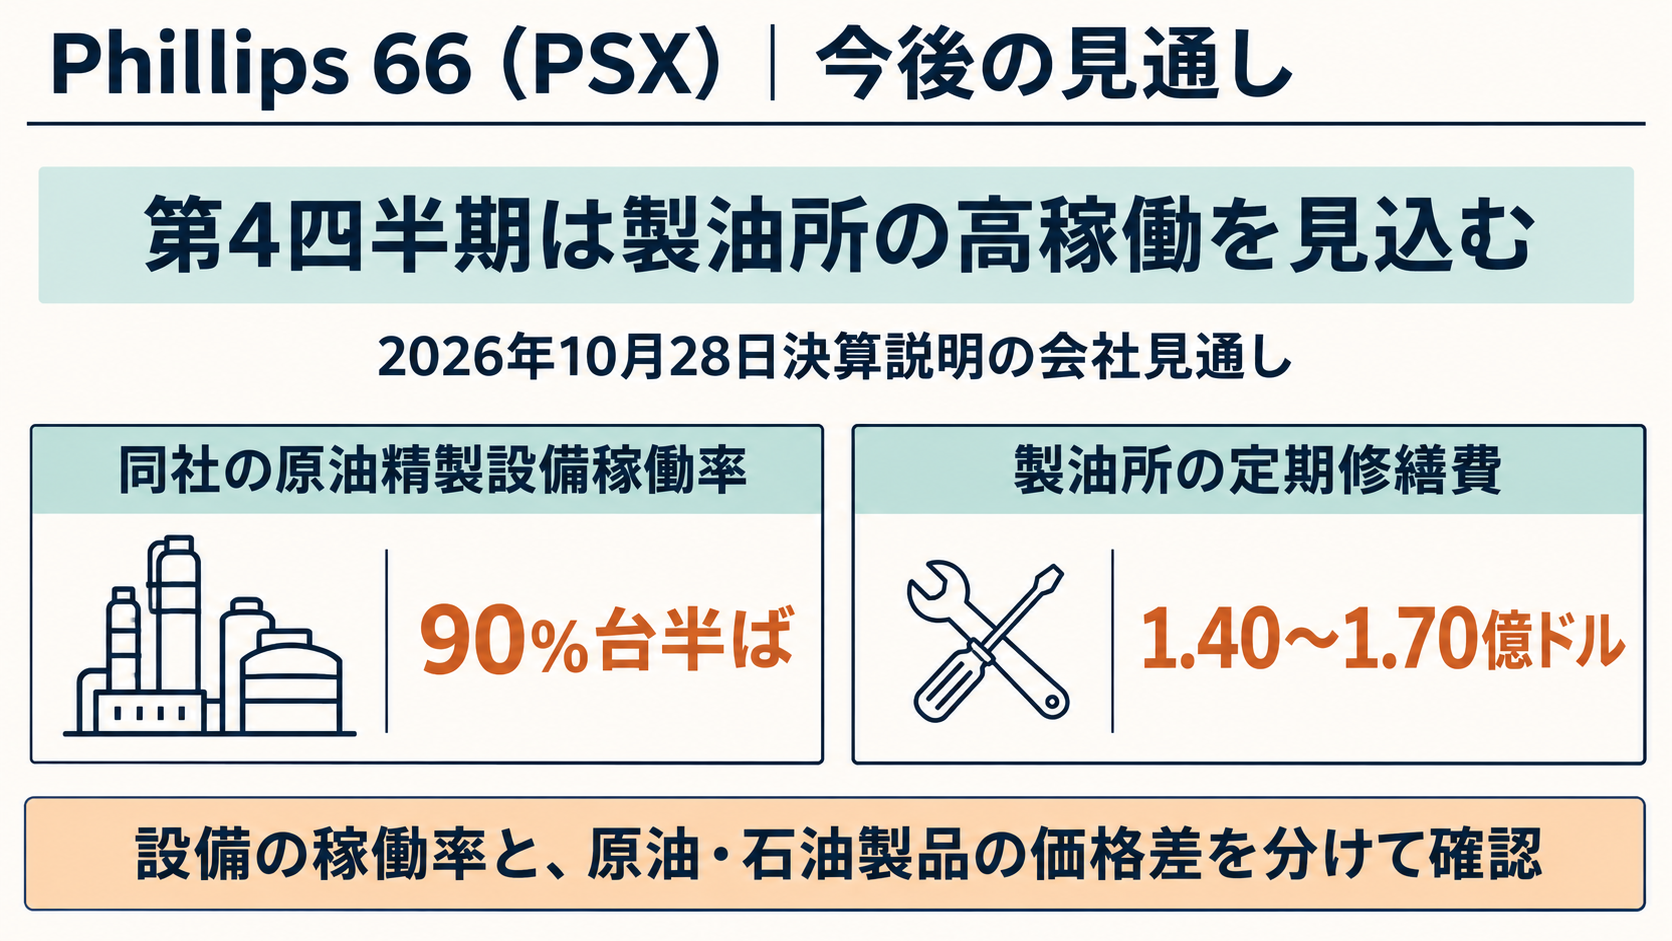 Phillips 66（PSX）｜今後の見通し
第4四半期は製油所の高稼働を見込む
2026年10月28日決算説明の会社見通し
同社の原油精製設備稼働率
90%台半ば
製油所の定期修繕費
1.40〜1.70億ドル
設備の稼働率と、原油・石油製品の価格差を分けて確認